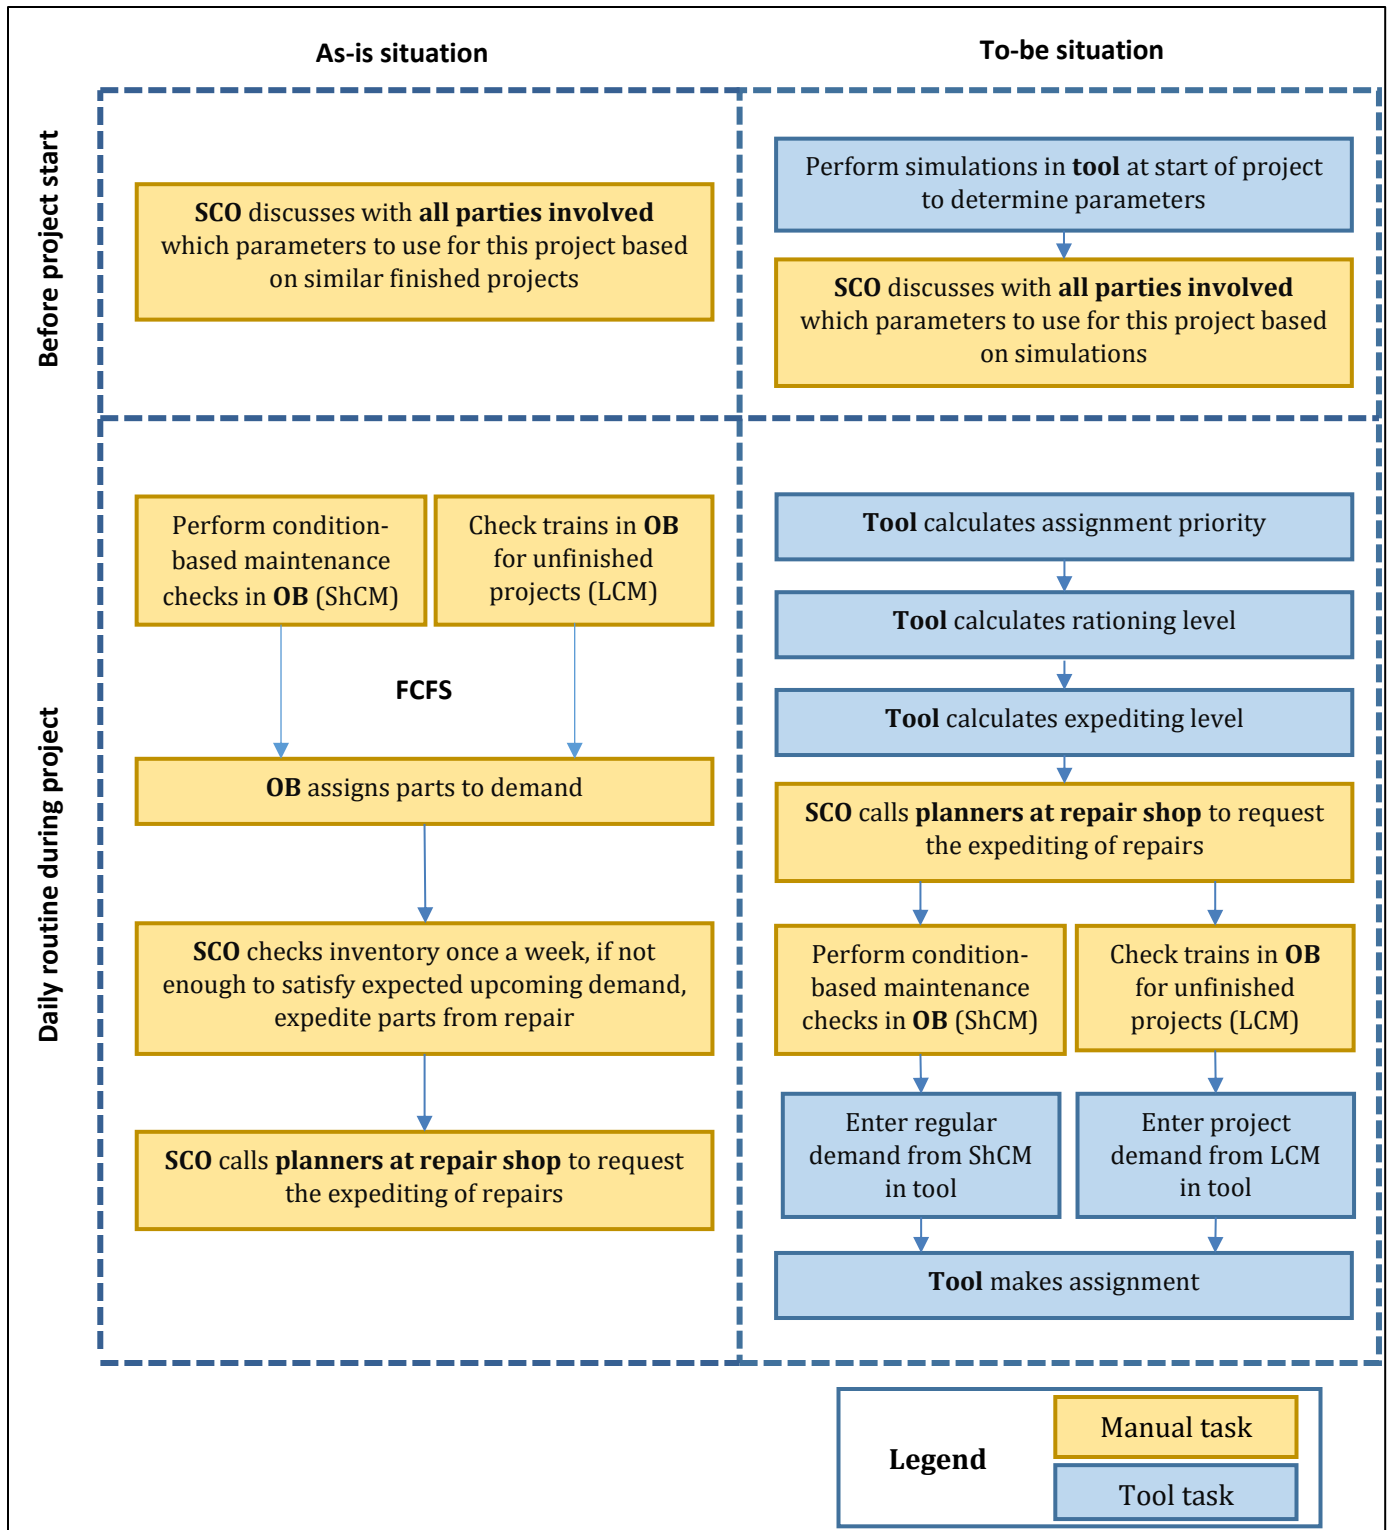 As-is situation
To-be situation
Before project start
SCO discusses with all parties involved
which parameters to use for this project based
on similar finished projects
Perform simulations in tool at start of project
to determine parameters
SCO discusses with all parties involved
which parameters to use for this project based
on simulations
Daily routine during project
Perform condition-
based maintenance
checks in OB (ShCM)
Check trains in OB
for unfinished
projects (LCM)
FCFS
OB assigns parts to demand
SCO checks inventory once a week, if not
enough to satisfy expected upcoming demand,
expedite parts from repair
SCO calls planners at repair shop to request
the expediting of repairs
Tool calculates assignment priority
Tool calculates rationing level
Tool calculates expediting level
SCO calls planners at repair shop to request
the expediting of repairs
Perform condition-
based maintenance
checks in OB (ShCM)
Check trains in OB
for unfinished
projects (LCM)
Enter regular
demand from ShCM
in tool
Enter project
demand from LCM
in tool
Tool makes assignment
Legend
Manual task
Tool task